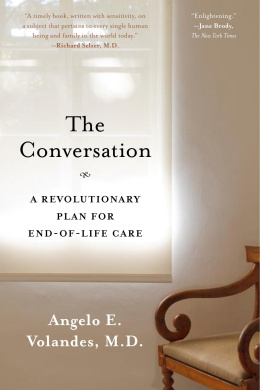 "A timely book, written with sensitivity, on
a subject that pertains to every single human
being and family in the world today."
—Richard Selzer, M.D.
"Enlightening."
—Jane Brody,
The New York Times
The
Conversation
A REVOLUTIONARY
PLAN FOR
END-OF-LIFE CARE
Angelo E.
Volandes, M.D.